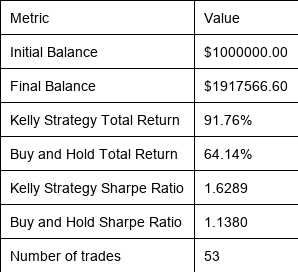 Metric Value
Initial Balance $1000000.00
Final Balance $1917566.60
Kelly Strategy Total Return 91.76%
Buy and Hold Total Return 64.14%
Kelly Strategy Sharpe Ratio 1.6289
Buy and Hold Sharpe Ratio 1.1380
Number of trades 53